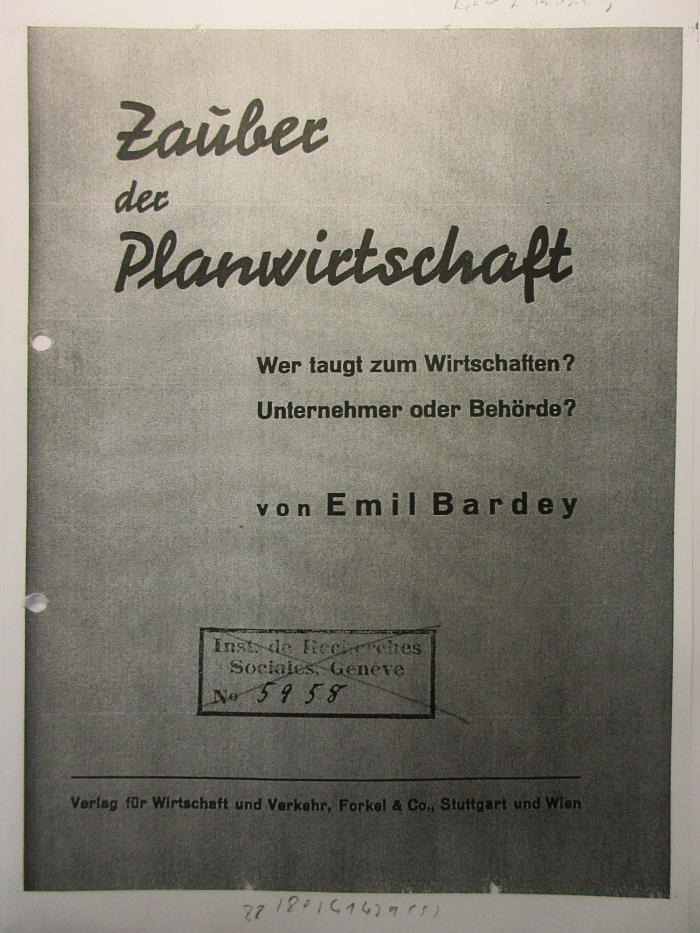 Zauber
der
Planwirtschaft
Wer taugt zum Wirtschaften?
Unternehmer oder Behörde?
von Emil Bardey
Inst. de Recherches
Sociales, Genève
No 5958
Verlag für Wirtschaft und Verkehr, Forkel & Co., Stuttgart und Wien